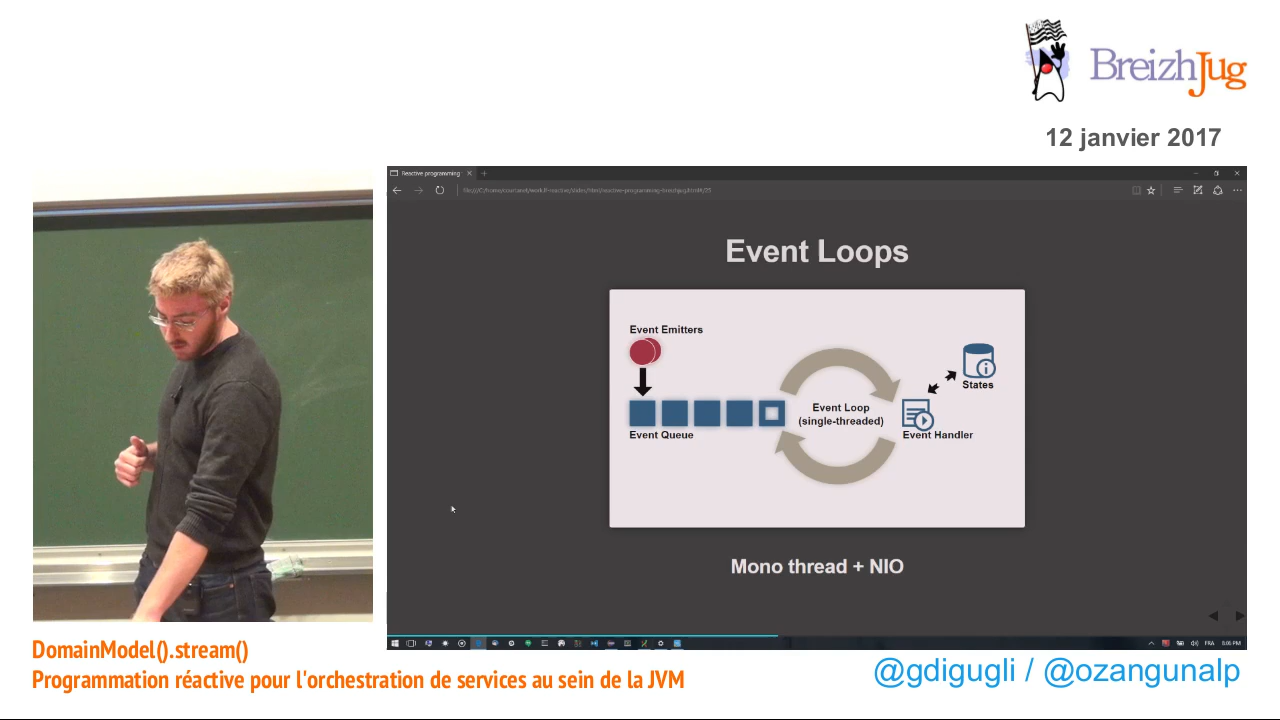 BreizhJug
12 janvier 2017
Reactive programming
Event Loops
Event Emitters
States
Event Loop
(single-threaded)
Event Queue
Event Handler
Mono thread + NIO
FRA
DomainModel().stream()
Programmation réactive pour l'orchestration de services au sein de la JVM
@gdigugli / @ozangunalp